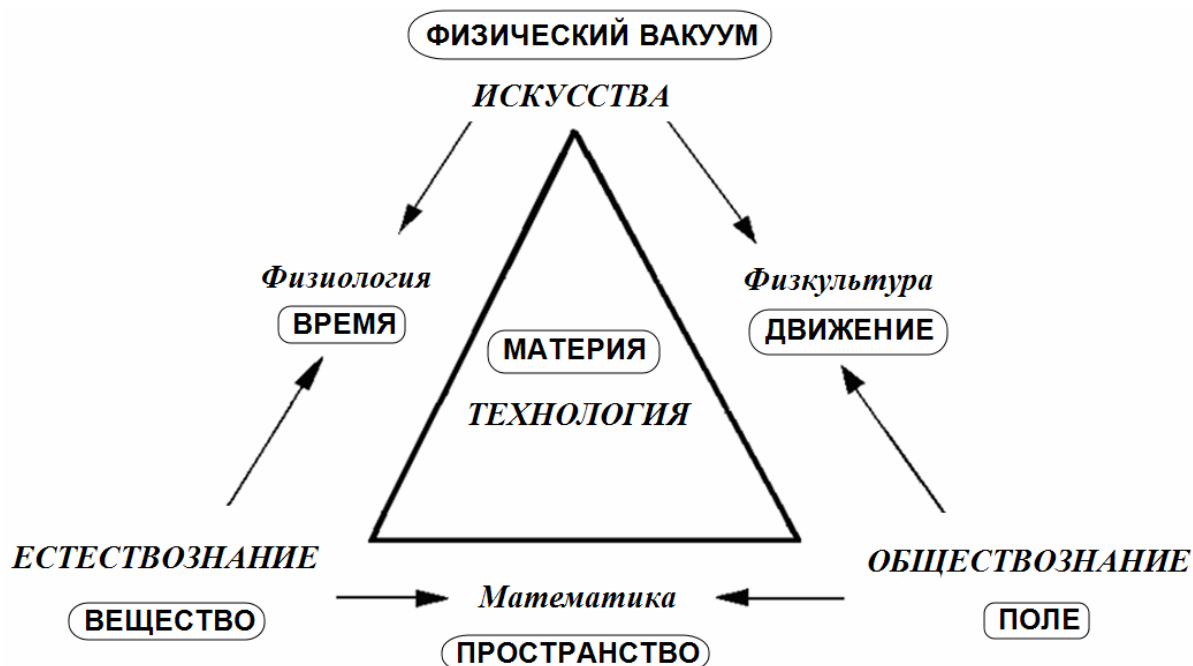 ФИЗИЧЕСКИЙ ВАКУУМ
ИСКУССТВА
Физиология
ВРЕМЯ
Физкультура
ДВИЖЕНИЕ
МАТЕРИЯ
ТЕХНОЛОГИЯ
ЕСТЕСТВОЗНАНИЕ
ВЕЩЕСТВО
Математика
ПРОСТРАНСТВО
ОБЩЕСТВОЗНАНИЕ
ПОЛЕ